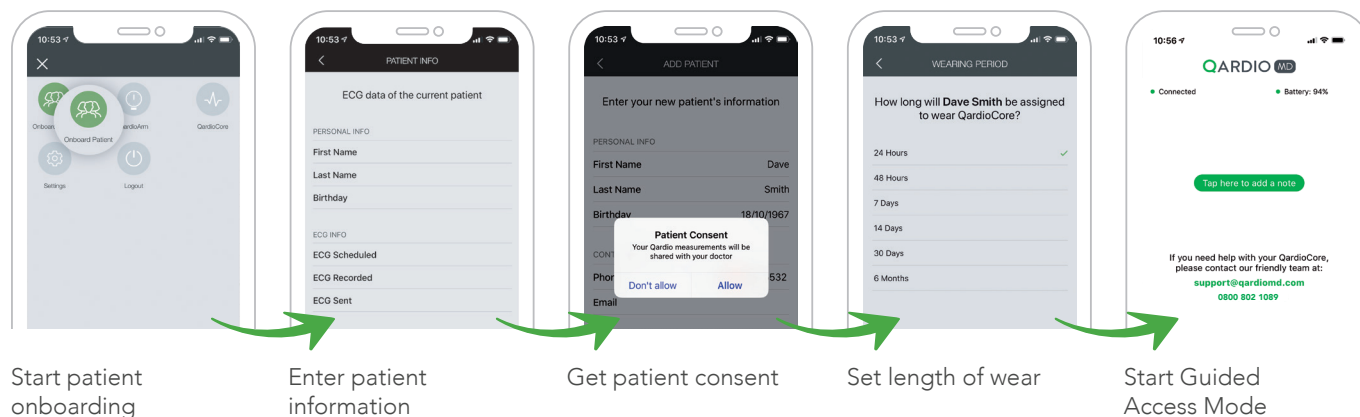 10:53
Onboard Patient
QardioCore
Settings
Logout
10:53
PATIENT INFO
ECG data of the current patient
PERSONAL INFO
First Name
Last Name
Birthday
ECG INFO
ECG Scheduled
ECG Recorded
ECG Sent
10:53
ADD PATIENT
Enter your new patient's information
PERSONAL INFO
First Name Dave
Last Name Smith
Birthday 18/10/1967
Patient Consent
Your Qardio measurements will be
shared with your doctor
Don't allow Allow
532
Email
10:53
WEARING PERIOD
How long will Dave Smith be assigned
to wear QardioCore?
24 Hours
48 Hours
7 Days
14 Days
30 Days
6 Months
10:56
QARDIO MD
Connected Battery: 94%
Tap here to add a note
If you need help with your QardioCore,
please contact our friendly team at:
support@qardiomd.com
0800 802 1089
Start patient
onboarding
Enter patient
information
Get patient consent
Set length of wear
Start Guided
Access Mode